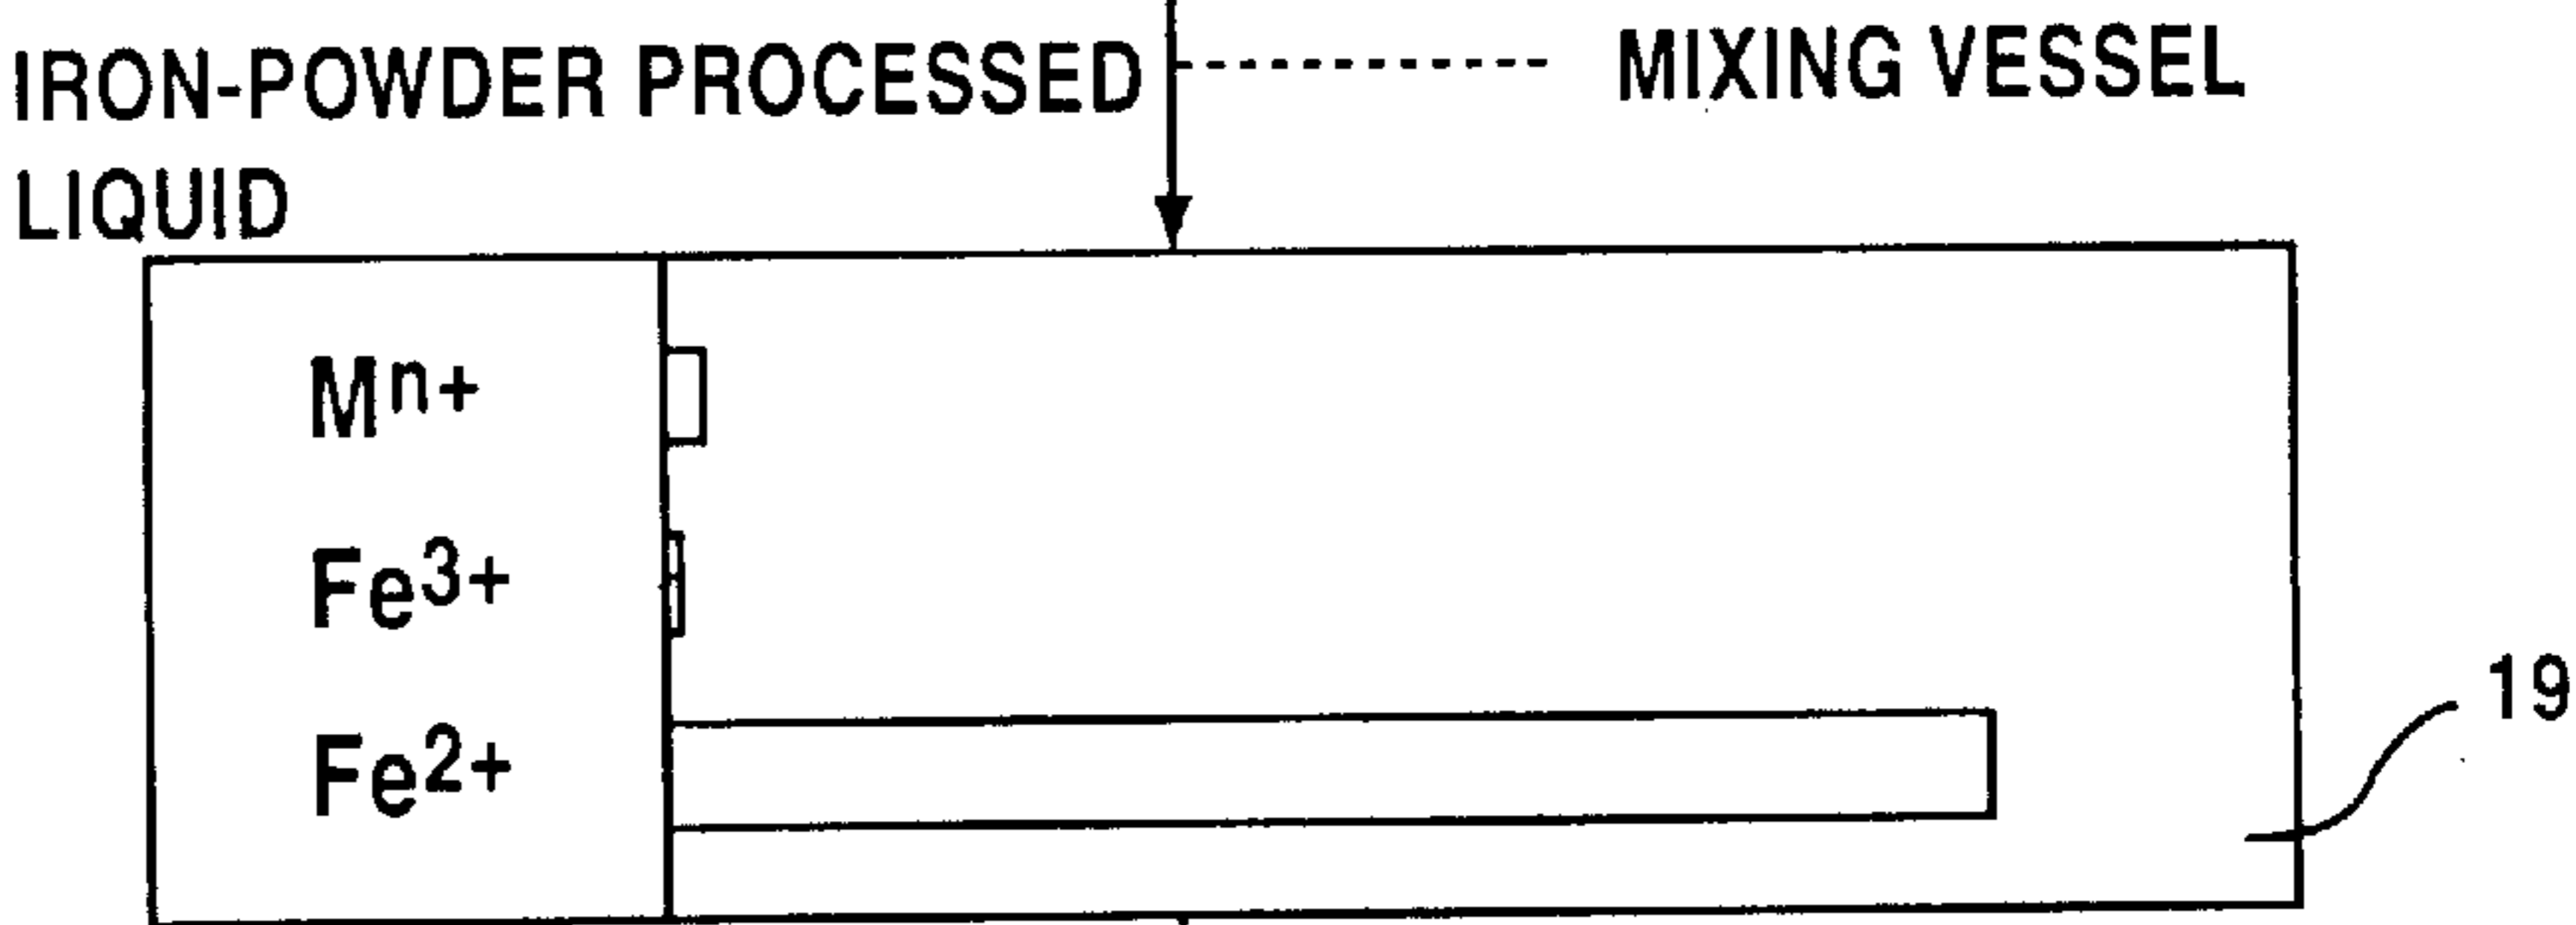 IRON-POWDER PROCESSED
LIQUID
MIXING VESSEL
Mⁿ⁺
Fe³⁺
Fe²⁺
19